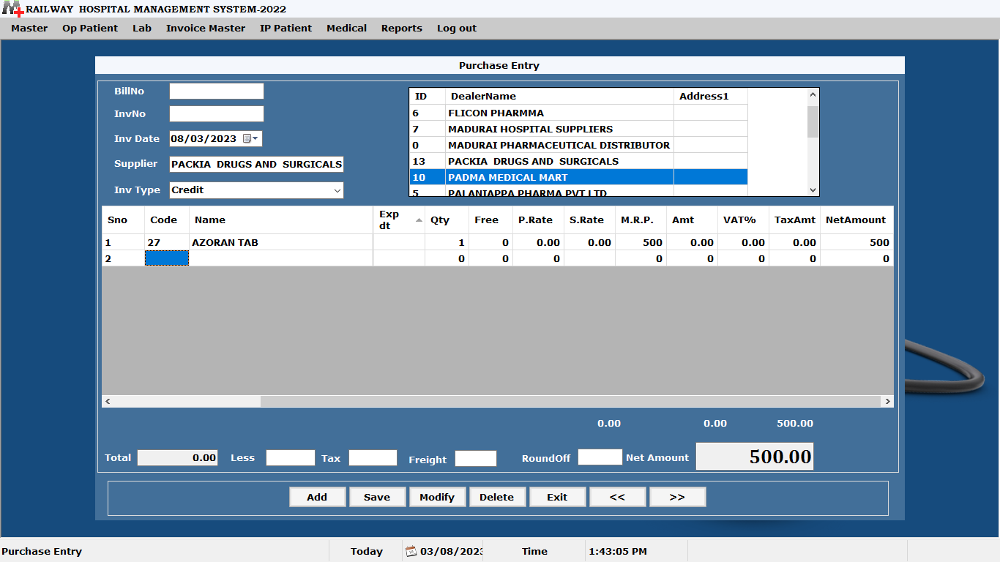 RAILWAY HOSPITAL MANAGEMENT SYSTEM-2022
Master Op Patient Lab Invoice Master IP Patient Medical Reports Log out
Purchase Entry
BillNo
InvNo
Inv Date 08/03/2023
Supplier PACKIA DRUGS AND SURGICALS
Inv Type Credit
ID DealerName Address1
6 FLICON PHARMMA
7 MADURAI HOSPITAL SUPPLIERS
0 MADURAI PHARMACEUTICAL DISTRIBUTOR
13 PACKIA DRUGS AND SURGICALS
10 PADMA MEDICAL MART
5 PALANIAPPA PHARMA PVT LTD
Sno Code Name Exp dt Qty Free P.Rate S.Rate M.R.P. Amt VAT% TaxAmt NetAmount
1 27 AZORAN TAB 1 0 0.00 0.00 500 0.00 0.00 0.00 500
2 0 0 0 0 0 0 0 0
0.00 0.00 500.00
Total 0.00 Less Tax Freight RoundOff Net Amount 500.00
Add Save Modify Delete Exit << >>
Purchase Entry Today 03/08/2023 Time 1:43:05 PM